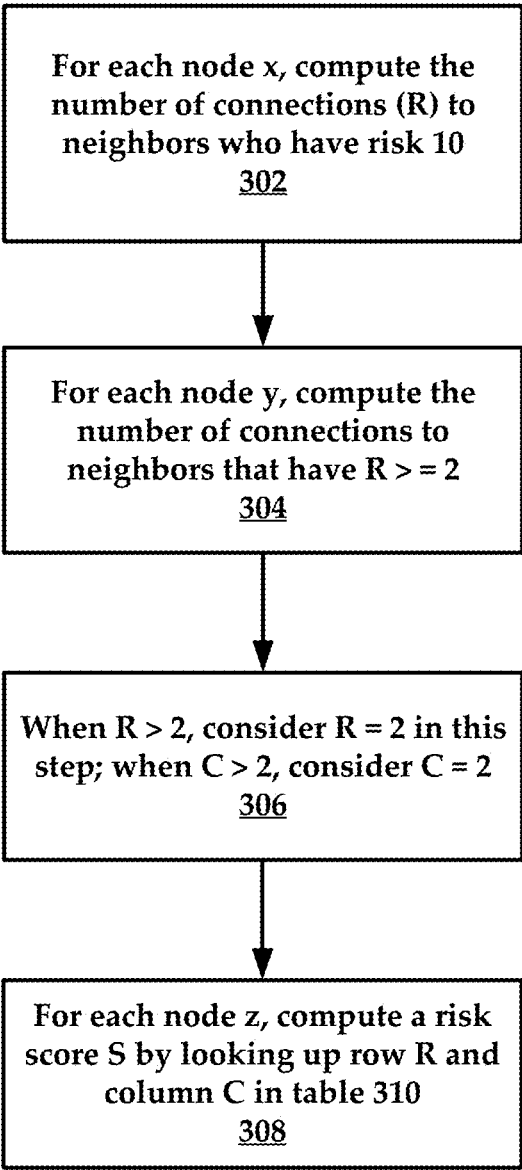 For each node x, compute the
number of connections (R) to
neighbors who have risk 10
302
For each node y, compute the
number of connections to
neighbors that have R > = 2
304
When R > 2, consider R = 2 in this
step; when C > 2, consider C = 2
306
For each node z, compute a risk
score S by looking up row R and
column C in table 310
308